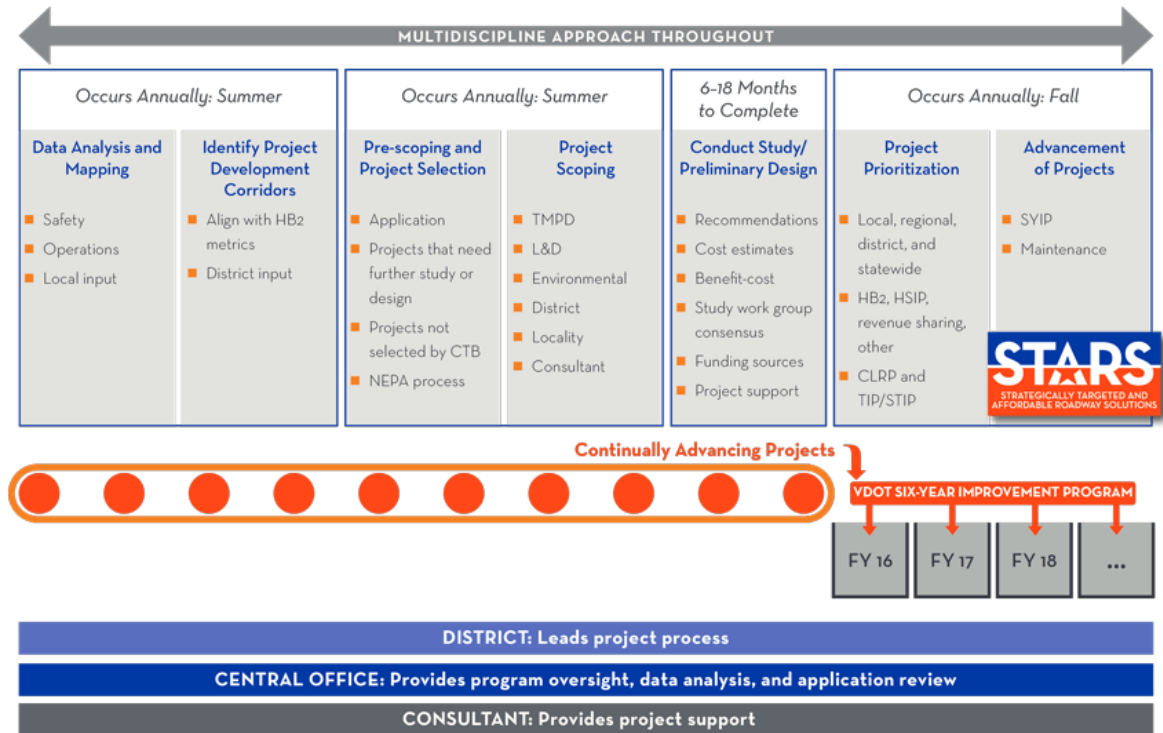 MULTIDISCIPLINE APPROACH THROUGHOUT
Occurs Annually: Summer
Data Analysis and
Mapping
Safety
Operations
Local input
Identify Project
Development
Corridors
Align with HB2
metrics
District input
Occurs Annually: Summer
Pre-scoping and
Project Selection
Application
Projects that need
further study or
design
Projects not
selected by CTB
NEPA process
Project
Scoping
TMPD
L&D
Environmental
District
Locality
Consultant
6–18 Months
to Complete
Conduct Study/
Preliminary Design
Recommendations
Cost estimates
Benefit-cost
Study work group
consensus
Funding sources
Project support
Occurs Annually: Fall
Project
Prioritization
Local, regional,
district, and
statewide
HB2, HSIP,
revenue sharing,
other
CLRP and
TIP/STIP
Advancement
of Projects
SYIP
Maintenance
STARS
STRATEGICALLY TARGETED AND
AFFORDABLE ROADWAY SOLUTIONS
Continually Advancing Projects
VDOT SIX-YEAR IMPROVEMENT PROGRAM
FY 16
FY 17
FY 18
...
DISTRICT: Leads project process
CENTRAL OFFICE: Provides program oversight, data analysis, and application review
CONSULTANT: Provides project support